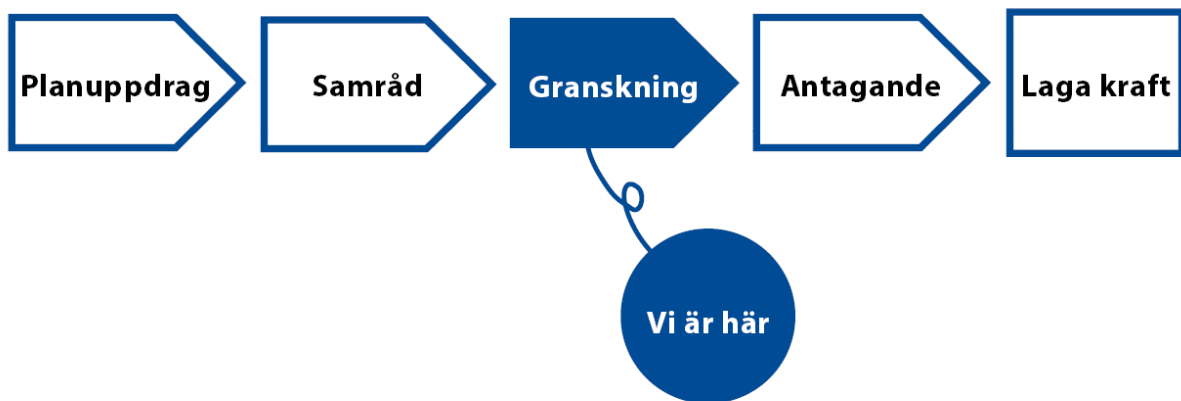 Planuppdrag
Samråd
Granskning
Antagande
Laga kraft
Vi är här